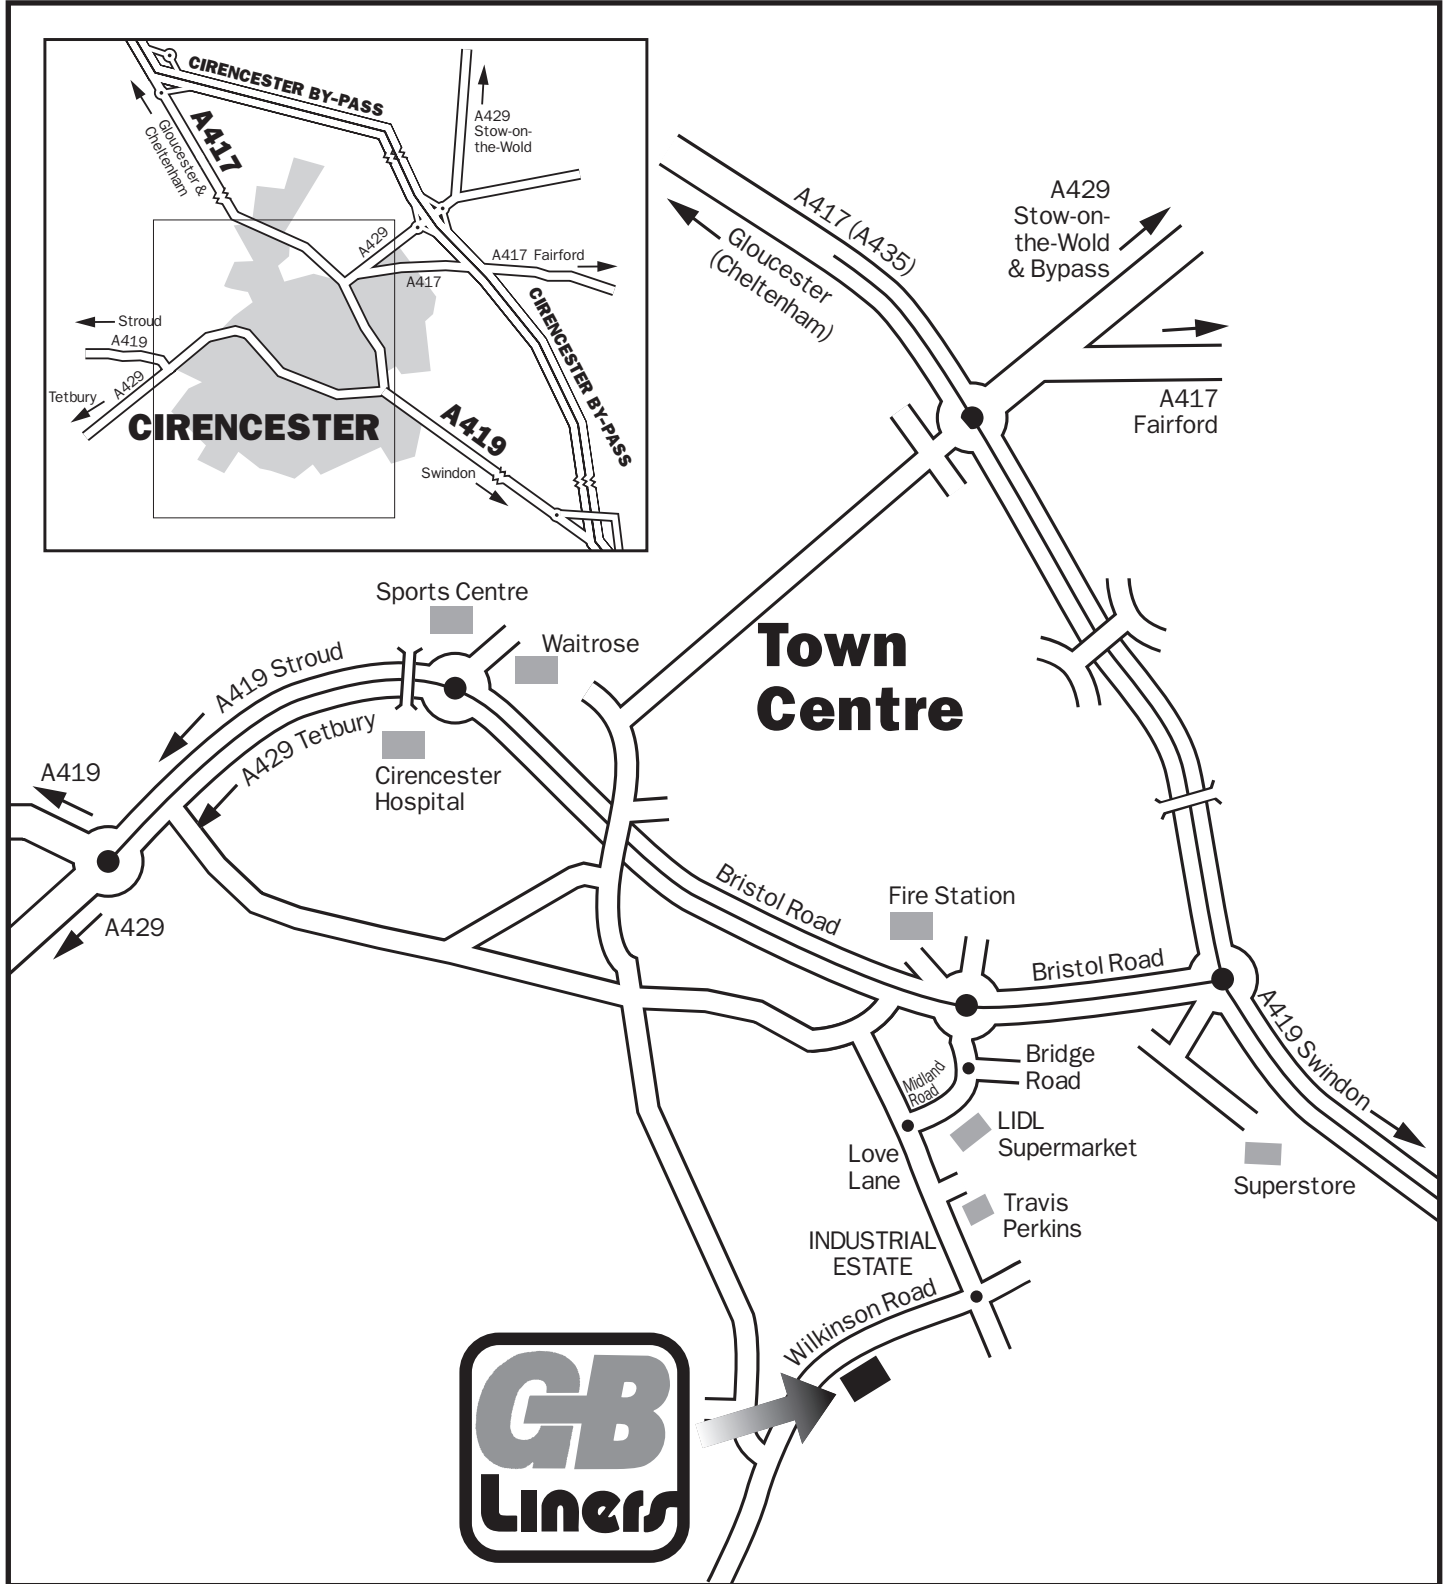 CIRENCESTER BY-PASS
A417
Gloucester &
Cheltenham
A429
Stow-on-
the-Wold
A429
A417 Fairford
A417
CIRENCESTER BY-PASS
Stroud
A419
A429
Tetbury
CIRENCESTER
A419
Swindon
A417 (A435)
Gloucester
(Cheltenham)
A429
Stow-on-
the-Wold
& Bypass
A417
Fairford
Sports Centre
Waitrose
Town
Centre
A419 Stroud
A429 Tetbury
Cirencester
Hospital
A419
A429
Bristol Road
Fire Station
Bristol Road
A419 Swindon
Midland
Road
Bridge
Road
LIDL
Supermarket
Love
Lane
Superstore
Travis
Perkins
INDUSTRIAL
ESTATE
Wilkinson Road
GB
Liners